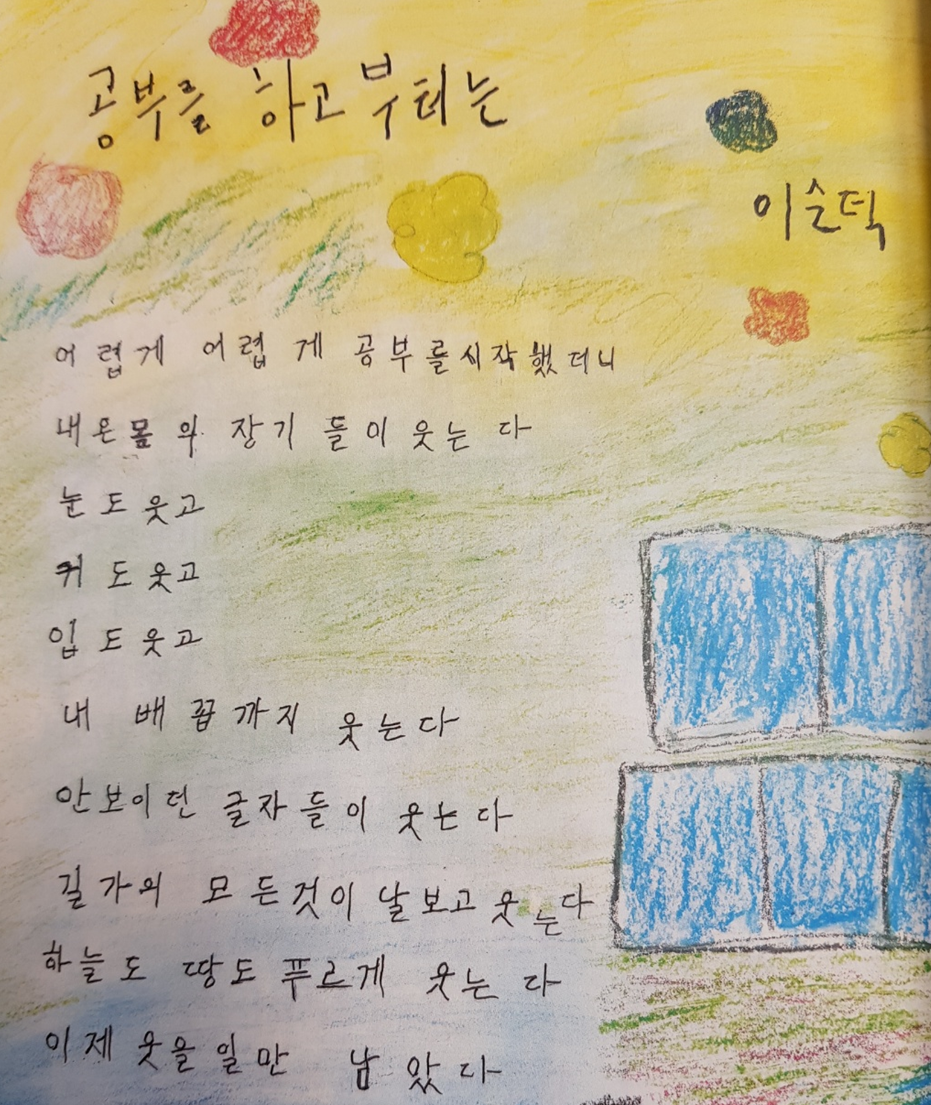 공부를 하고부터는
이순덕
어렵게 어렵게 공부를 시작했더니
내 온 몸의 장기들이 웃는다
눈도 웃고
귀도 웃고
입도 웃고
내 배꼽까지 웃는다
안보이던 글자들이 웃는다
길가의 모든것이 날보고 웃는다
하늘도 땅도 푸르게 웃는다
이제 웃을 일만 남았다